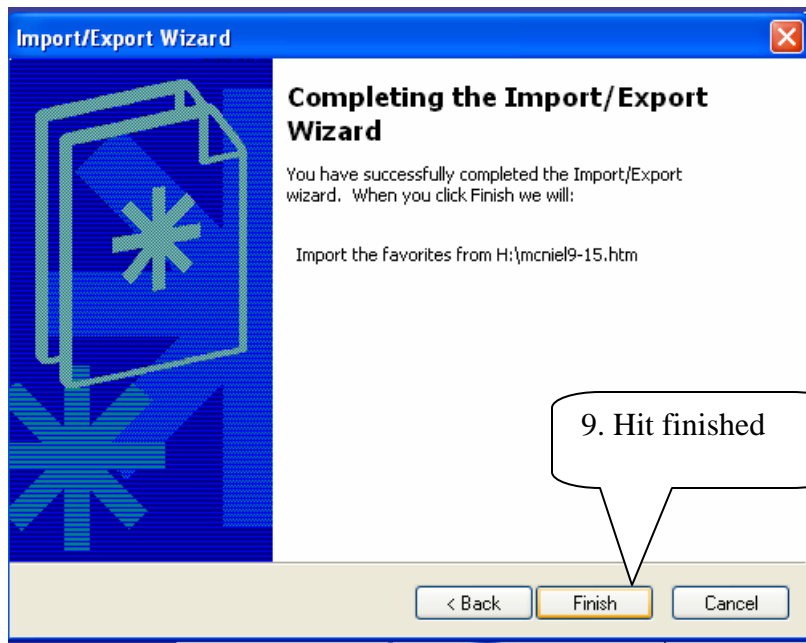 Import/Export Wizard
Completing the Import/Export
Wizard
You have successfully completed the Import/Export
wizard. When you click Finish we will:
Import the favorites from H:\mcniel9-15.htm
9. Hit finished
< Back
Finish
Cancel